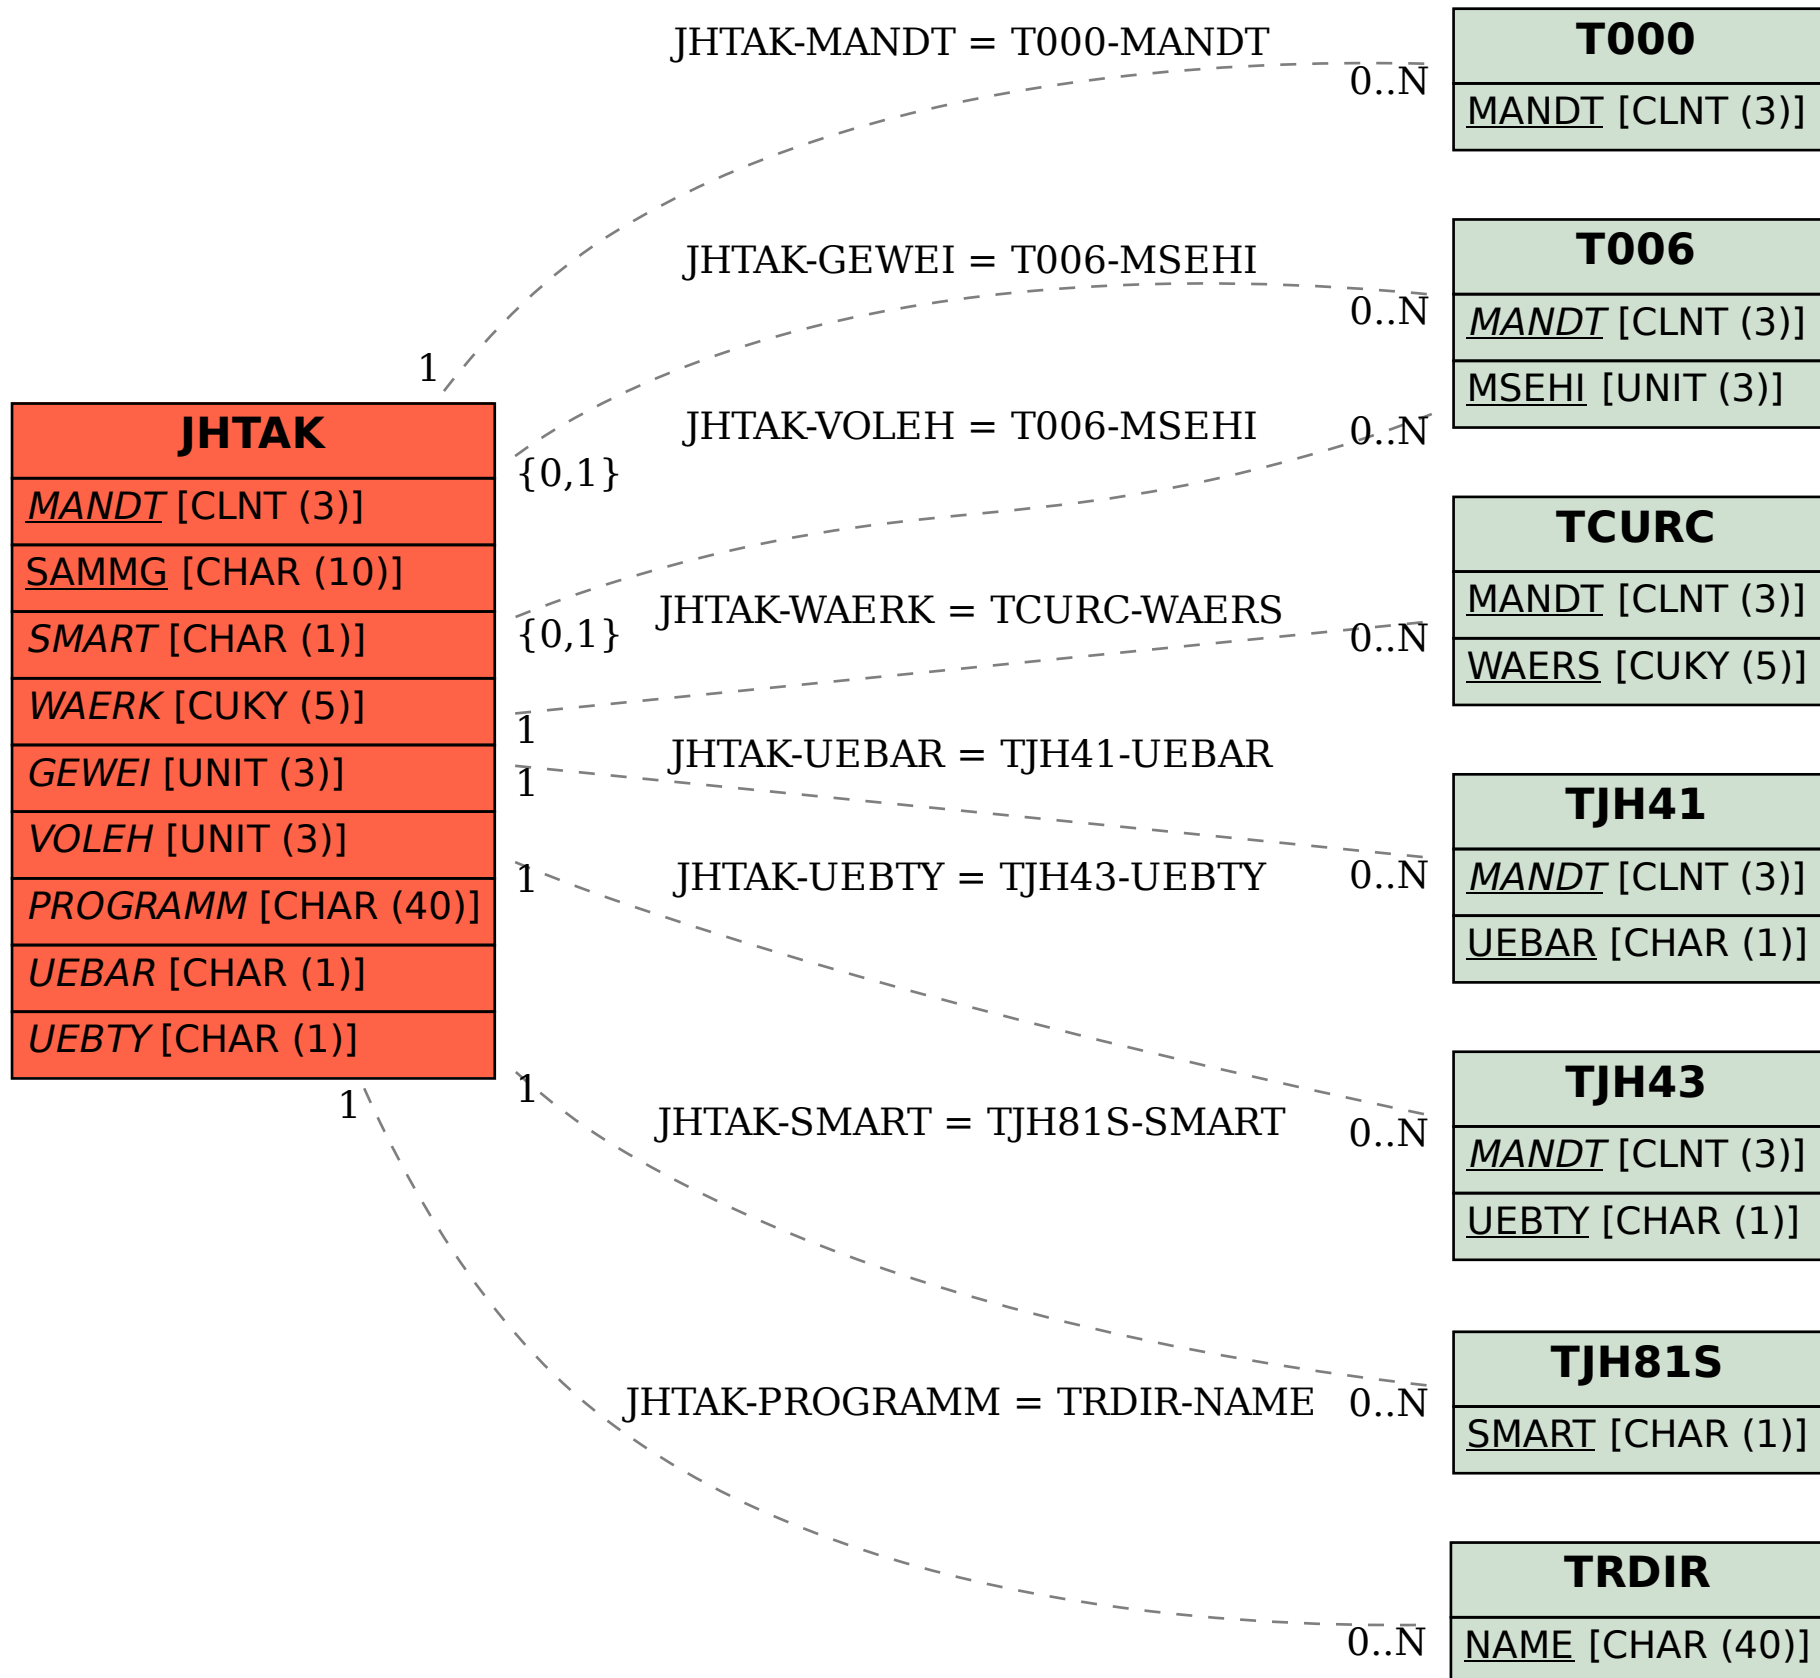 JHTAK-MANDT = T000-MANDT
0..N
1
T000
MANDT [CLNT (3)]
JHTAK-GEWEI = T006-MSEHI
0..N
{0,1}
T006
MANDT [CLNT (3)]
MSEHI [UNIT (3)]
JHTAK-VOLEH = T006-MSEHI
0..N
{0,1}
JHTAK
MANDT [CLNT (3)]
SAMMG [CHAR (10)]
SMART [CHAR (1)]
WAERK [CUKY (5)]
GEWEI [UNIT (3)]
VOLEH [UNIT (3)]
PROGRAMM [CHAR (40)]
UEBAR [CHAR (1)]
UEBTY [CHAR (1)]
JHTAK-WAERK = TCURC-WAERS
0..N
1
TCURC
MANDT [CLNT (3)]
WAERS [CUKY (5)]
JHTAK-UEBAR = TJH41-UEBAR
1
0..N
TJH41
MANDT [CLNT (3)]
UEBAR [CHAR (1)]
JHTAK-UEBTY = TJH43-UEBTY
1
0..N
TJH43
MANDT [CLNT (3)]
UEBTY [CHAR (1)]
JHTAK-SMART = TJH81S-SMART
1
0..N
TJH81S
SMART [CHAR (1)]
JHTAK-PROGRAMM = TRDIR-NAME
1
0..N
TRDIR
NAME [CHAR (40)]